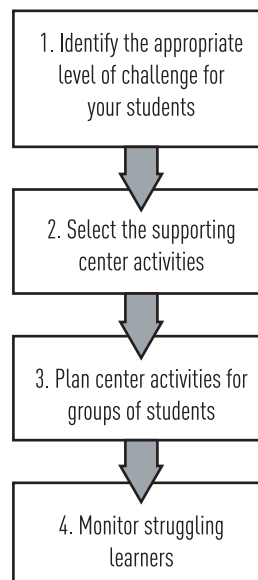 1. Identify the appropriate
level of challenge for
your students
2. Select the supporting
center activities
3. Plan center activities for
groups of students
4. Monitor struggling
learners